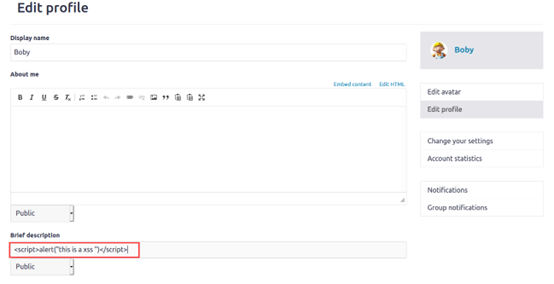 Edit profile
Display name
Boby
Boby
About me
Embed content Edit HTML
B I U S Tx
Public
Brief description
<script>alert("this is a xss ")</script>
Public
Edit avatar
Edit profile
Change your settings
Account statistics
Notifications
Group notifications